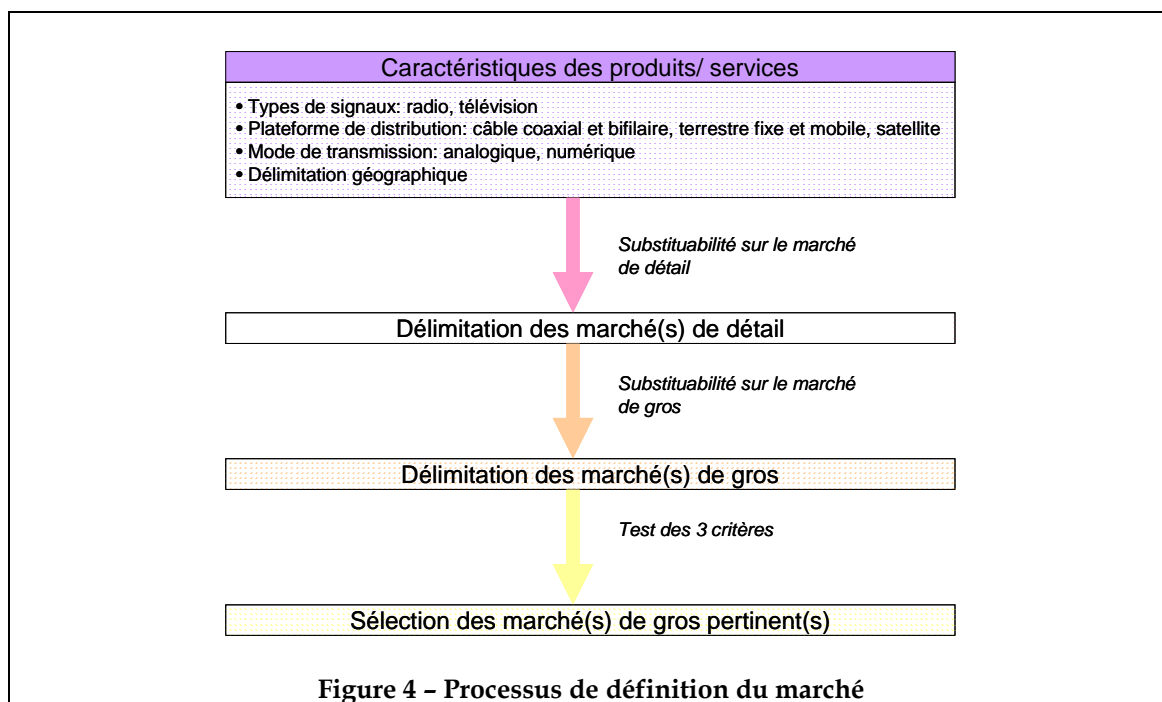 Caractéristiques des produits/ services
• Types de signaux: radio, télévision
• Plateforme de distribution: câble coaxial et bifilaire, terrestre fixe et mobile, satellite
• Mode de transmission: analogique, numérique
• Délimitation géographique
Substituabilité sur le marché
de détail
Délimitation des marché(s) de détail
Substituabilité sur le marché
de gros
Délimitation des marché(s) de gros
Test des 3 critères
Sélection des marché(s) de gros pertinent(s)
Figure 4 – Processus de définition du marché